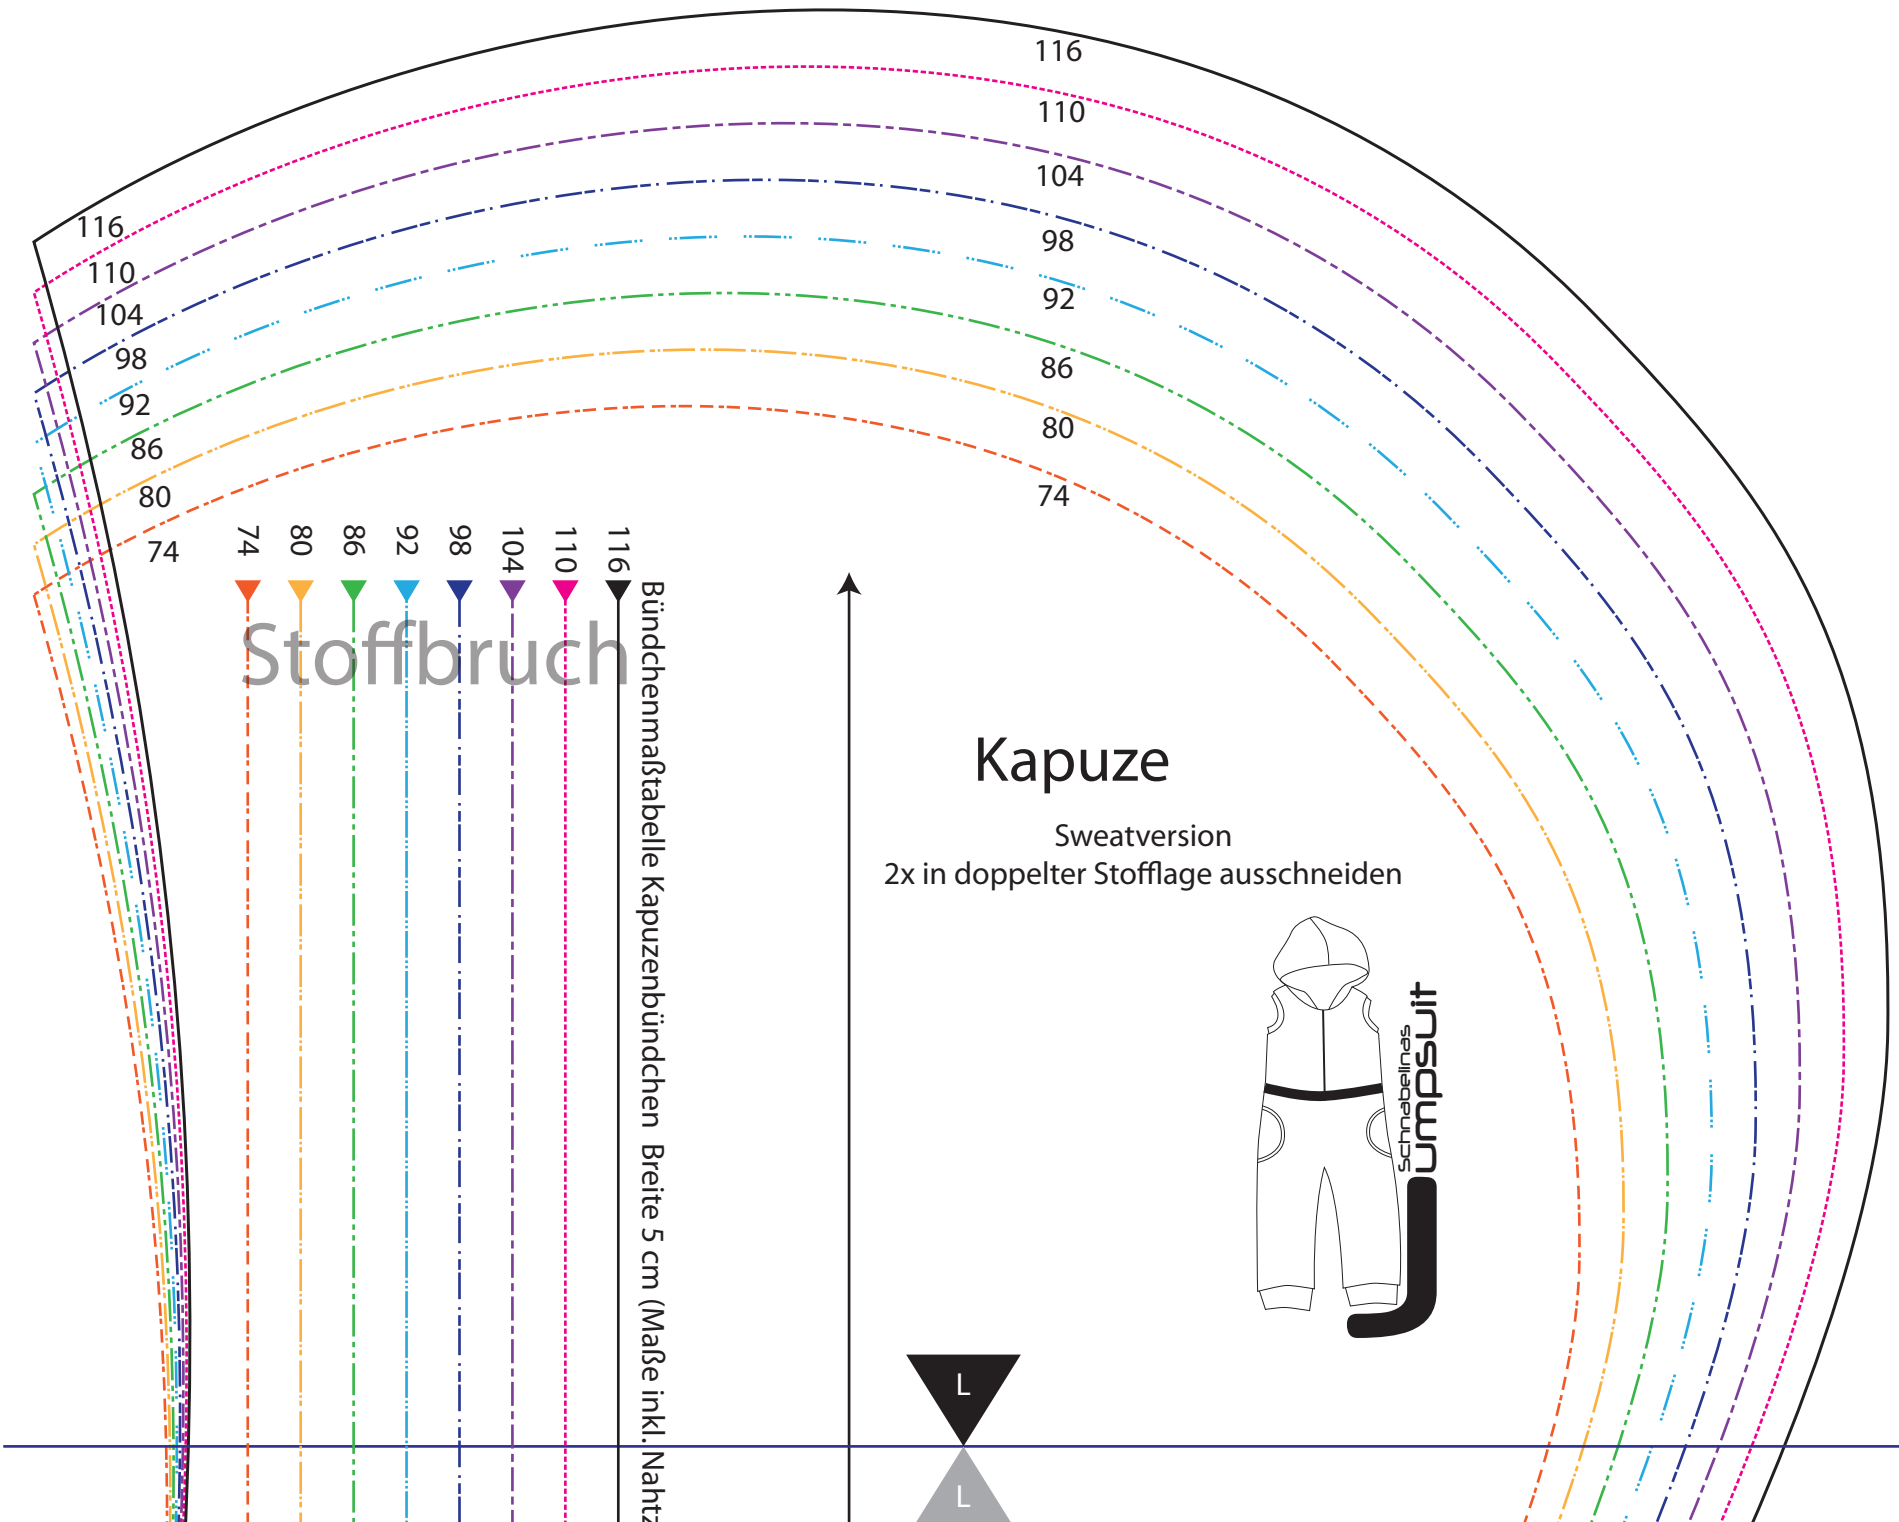 116
110
104
98
92
86
80
74
116
110
104
98
92
86
80
74
74
80
86
92
98
104
110
116
Stoffbruch
Bündchenmaßtabelle Kapuzenbündchen Breite 5 cm (Maße inkl. Nahtz
Kapuze
Sweatversion
2x in doppelter Stofflage ausschneiden
schnabelinas
Jumpsuit
L
L